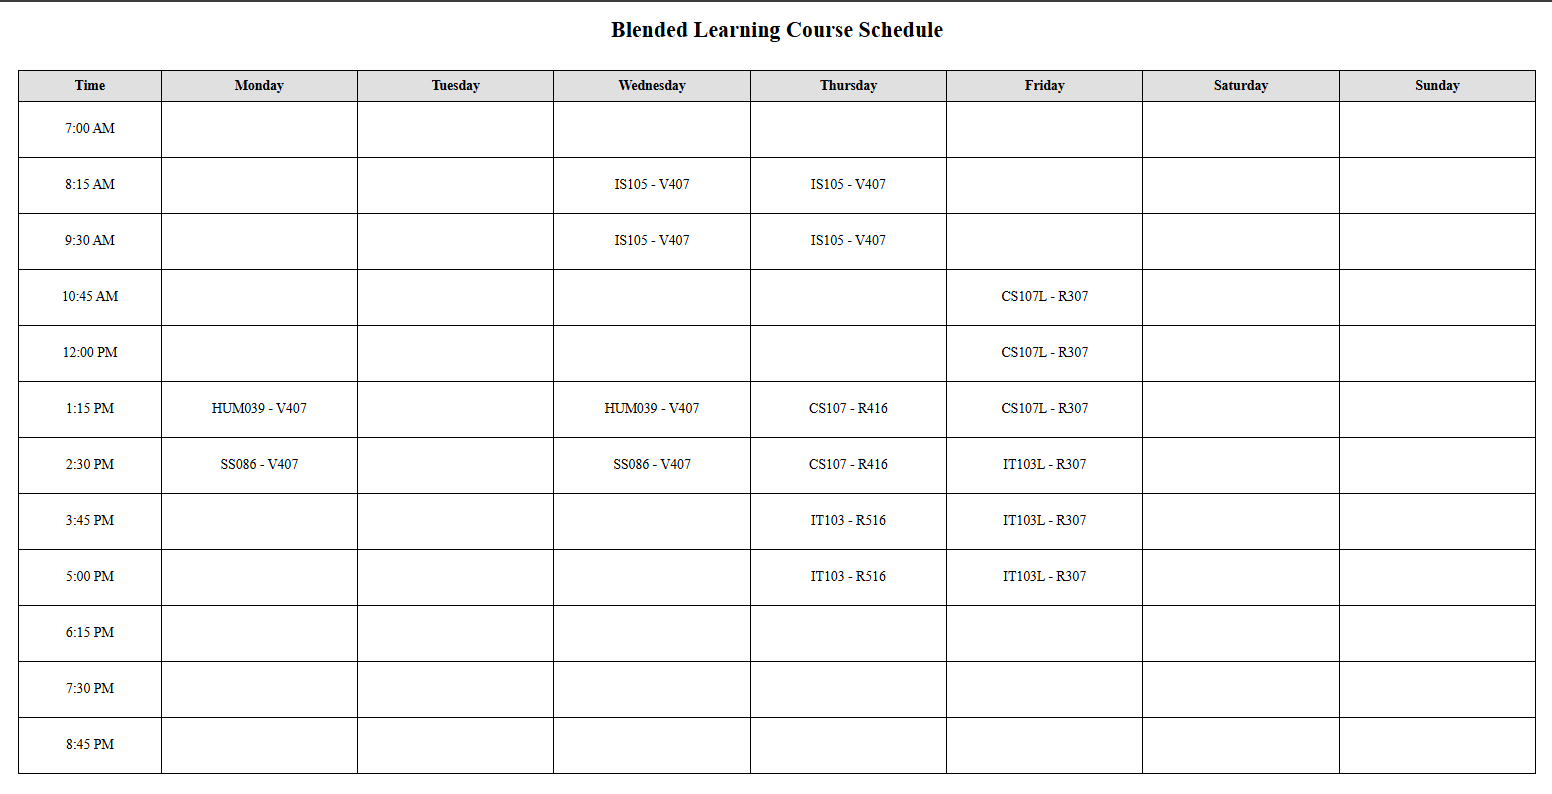 Blended Learning Course Schedule
Time Monday Tuesday Wednesday Thursday Friday Saturday Sunday
7:00 AM
8:15 AM IS105 - V407 IS105 - V407
9:30 AM IS105 - V407 IS105 - V407
10:45 AM CS107L - R307
12:00 PM CS107L - R307
1:15 PM HUM039 - V407 HUM039 - V407 CS107 - R416 CS107L - R307
2:30 PM SS086 - V407 SS086 - V407 CS107 - R416 IT103L - R307
3:45 PM IT103 - R516 IT103L - R307
5:00 PM IT103 - R516 IT103L - R307
6:15 PM
7:30 PM
8:45 PM